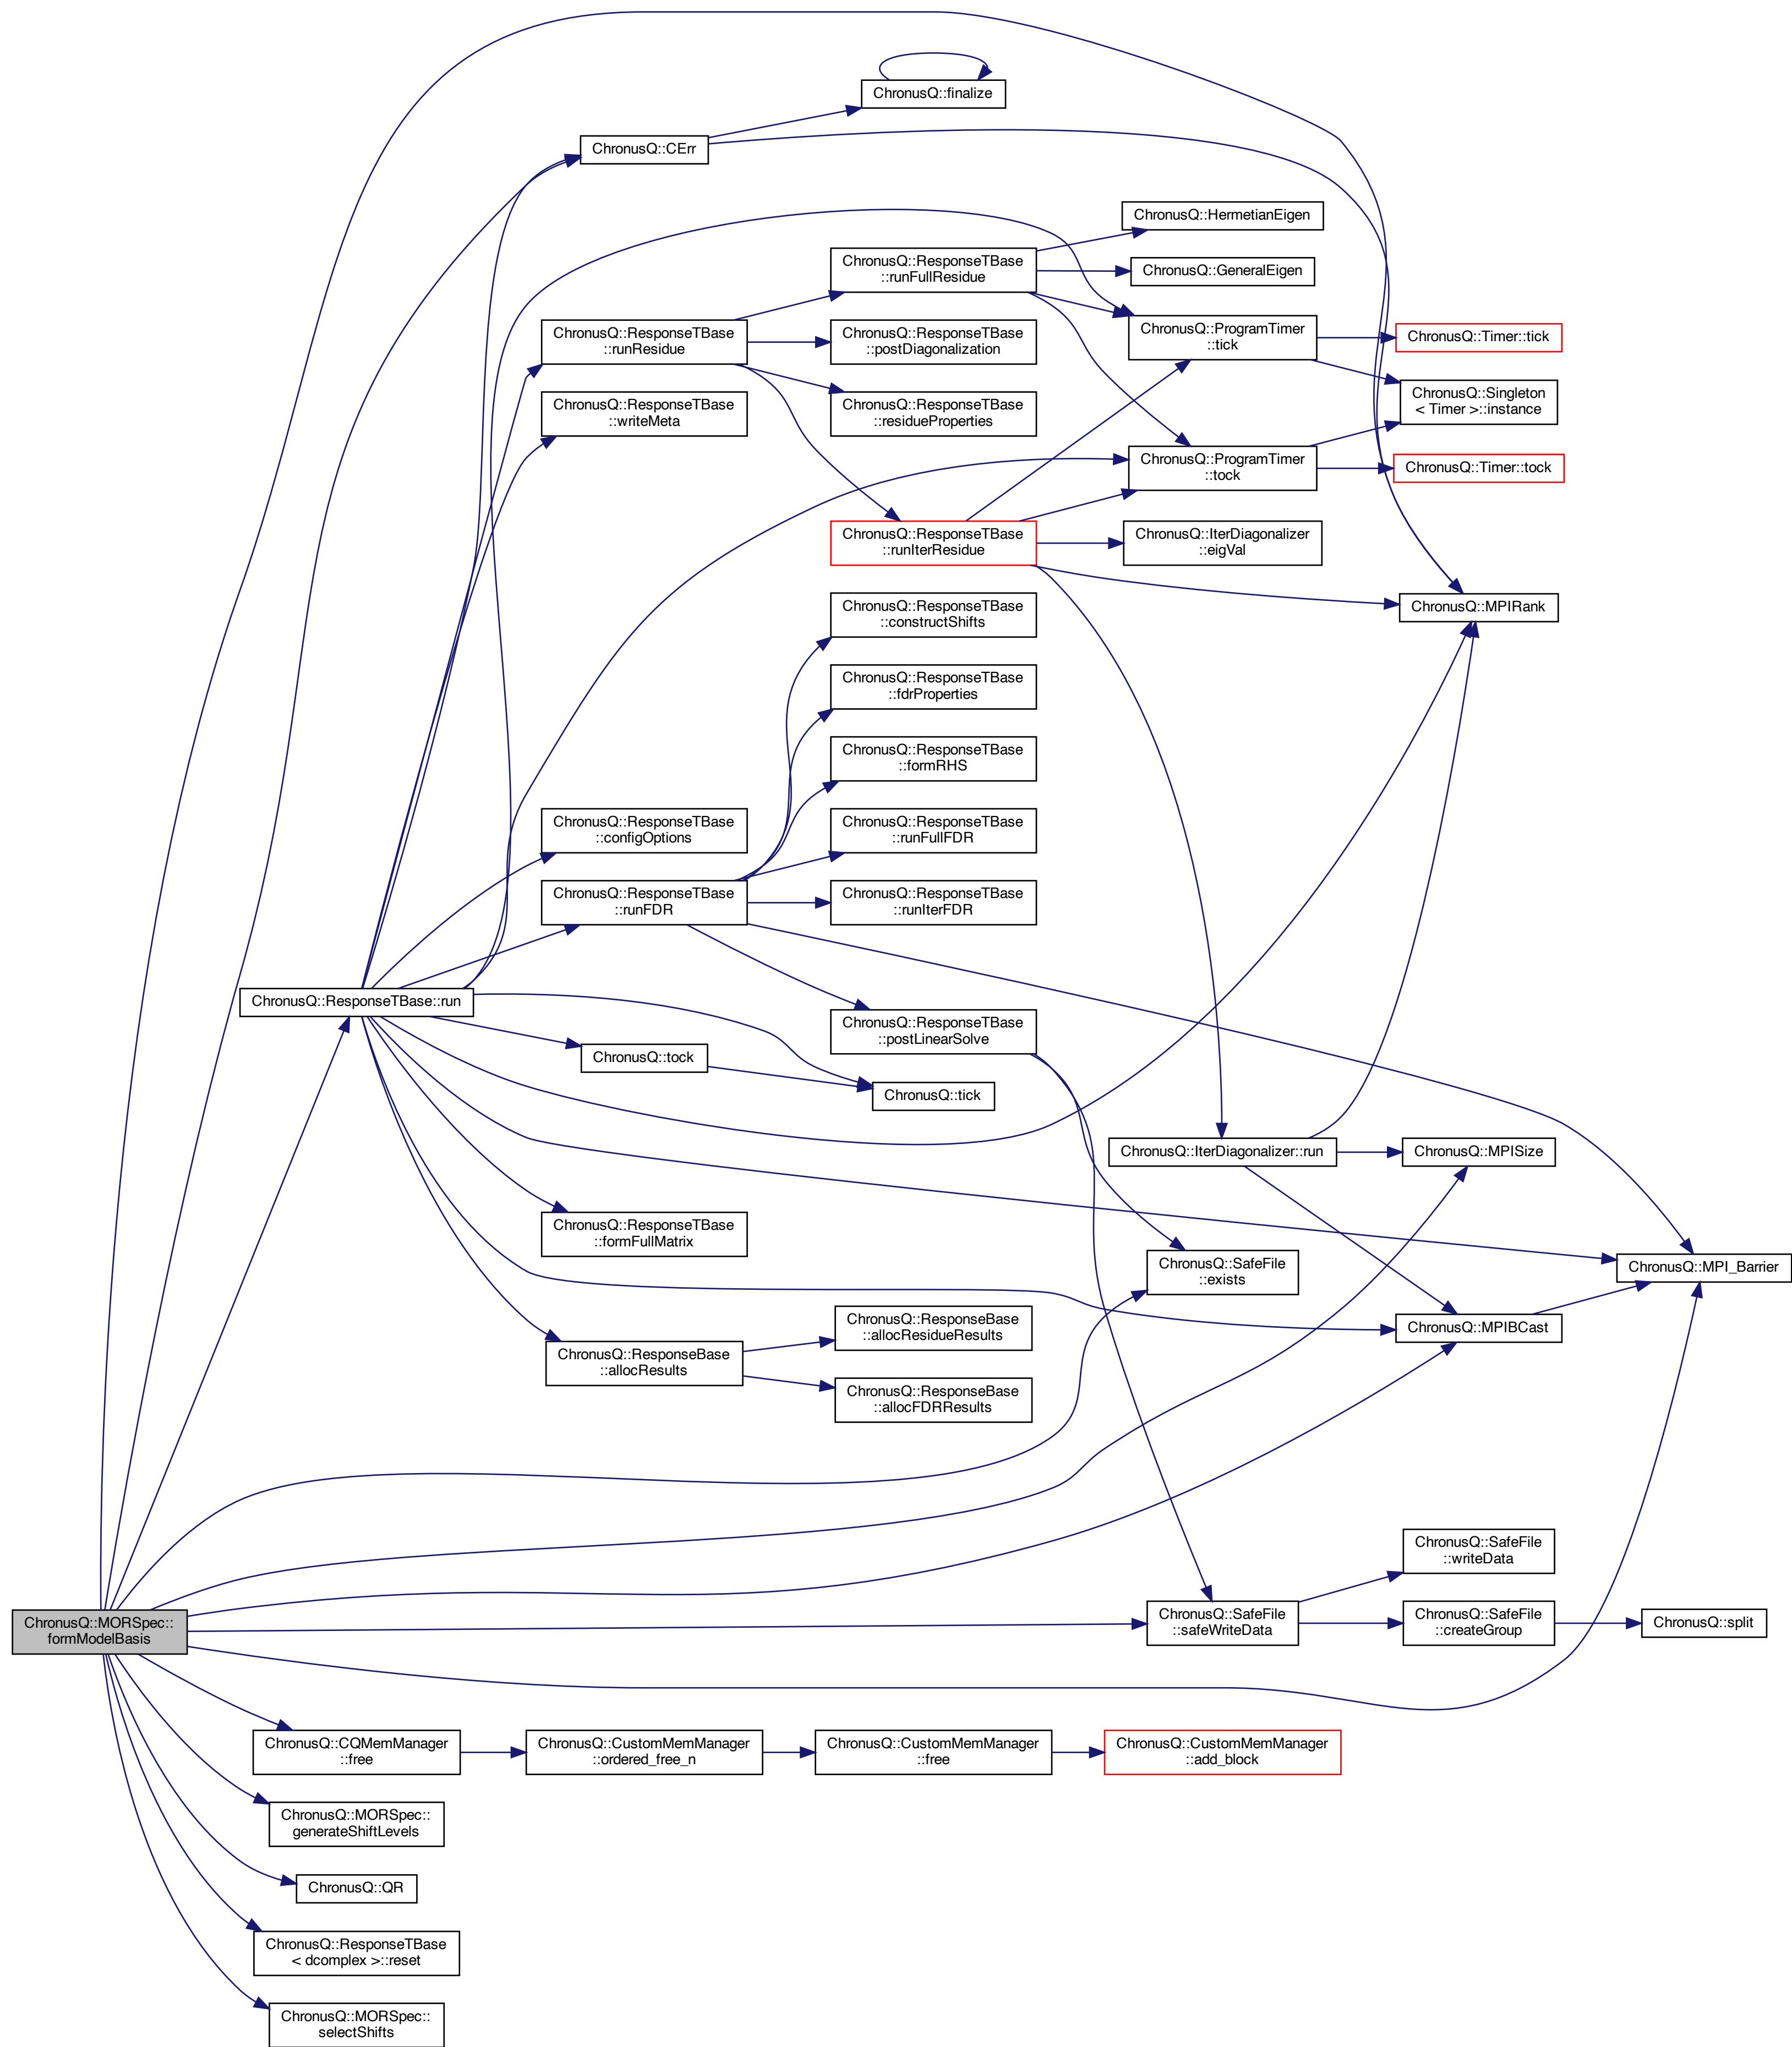 ChronusQ::finalize
ChronusQ::CErr
ChronusQ::HermetianEigen
ChronusQ::ResponseTBase
::runFullResidue
ChronusQ::GeneralEigen
ChronusQ::ResponseTBase
::runResidue
ChronusQ::ResponseTBase
::postDiagonalization
ChronusQ::ProgramTimer
::tick
ChronusQ::Timer::tick
ChronusQ::ResponseTBase
::writeMeta
ChronusQ::ResponseTBase
::residueProperties
ChronusQ::Singleton
< Timer >::instance
ChronusQ::ProgramTimer
::tock
ChronusQ::Timer::tock
ChronusQ::ResponseTBase
::runIterResidue
ChronusQ::IterDiagonalizer
::eigVal
ChronusQ::ResponseTBase
::constructShifts
ChronusQ::MPIRank
ChronusQ::ResponseTBase
::fdrProperties
ChronusQ::ResponseTBase
::formRHS
ChronusQ::ResponseTBase
::configOptions
ChronusQ::ResponseTBase
::runFullFDR
ChronusQ::ResponseTBase
::runFDR
ChronusQ::ResponseTBase
::runIterFDR
ChronusQ::ResponseTBase::run
ChronusQ::ResponseTBase
::postLinearSolve
ChronusQ::tock
ChronusQ::tick
ChronusQ::IterDiagonalizer::run
ChronusQ::MPISize
ChronusQ::ResponseTBase
::formFullMatrix
ChronusQ::SafeFile
::exists
ChronusQ::MPI_Barrier
ChronusQ::ResponseBase
::allocResidueResults
ChronusQ::MPIBCast
ChronusQ::ResponseBase
::allocResults
ChronusQ::ResponseBase
::allocFDRResults
ChronusQ::SafeFile
::writeData
ChronusQ::MORSpec::
formModelBasis
ChronusQ::SafeFile
::safeWriteData
ChronusQ::SafeFile
::createGroup
ChronusQ::split
ChronusQ::CQMemManager
::free
ChronusQ::CustomMemManager
::ordered_free_n
ChronusQ::CustomMemManager
::free
ChronusQ::CustomMemManager
::add_block
ChronusQ::MORSpec::
generateShiftLevels
ChronusQ::QR
ChronusQ::ResponseTBase
< dcomplex >::reset
ChronusQ::MORSpec::
selectShifts